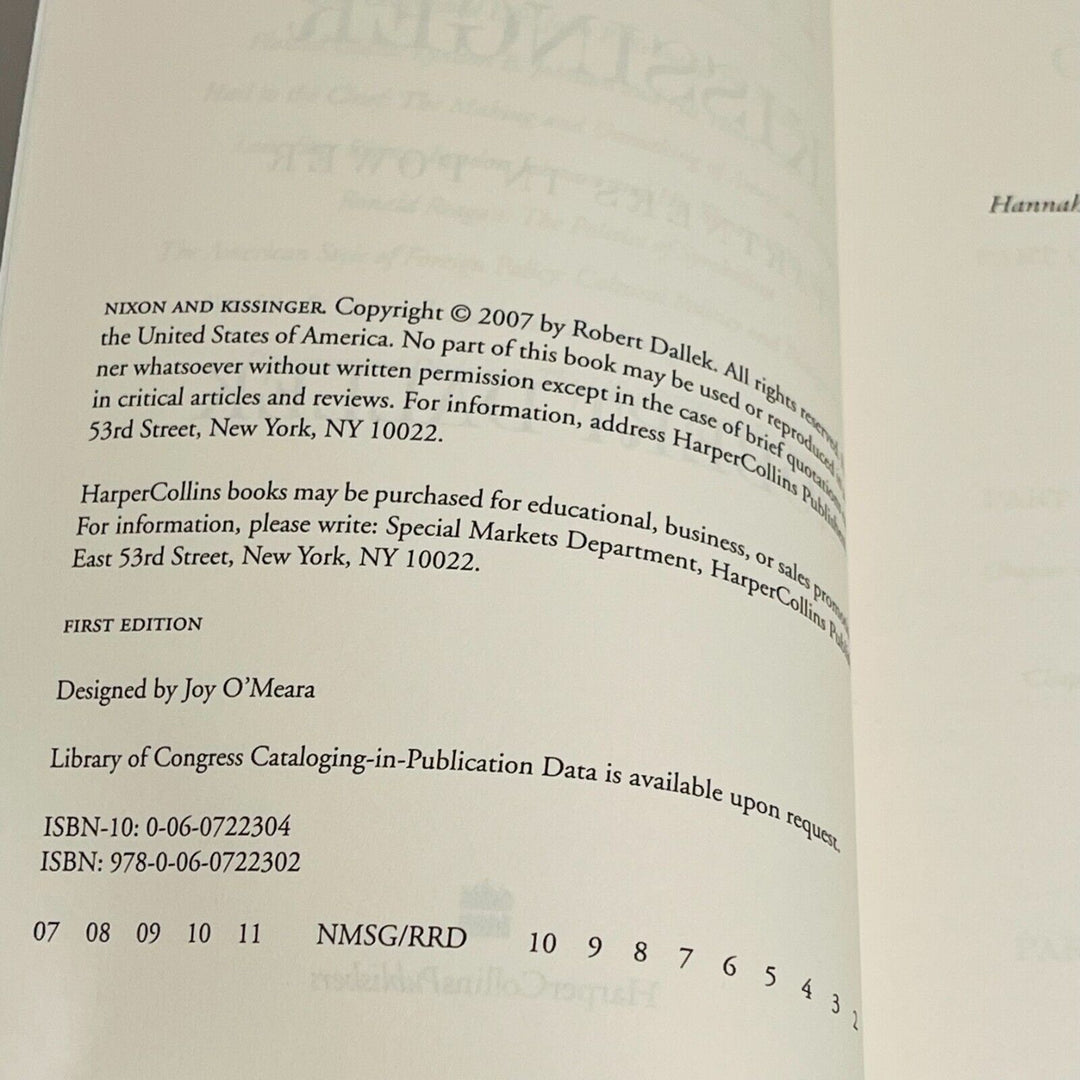 NIXON AND KISSINGER. Copyright © 2007 by Robert Dallek. All rights reserved.
the United States of America. No part of this book may be used or reproduced
ner whatsoever without written permission except in the case of brief quotations
in critical articles and reviews. For information, address HarperCollins
53rd Street, New York, NY 10022.
HarperCollins books may be purchased for educational, business, or sales
For information, please write: Special Markets Department, HarperCollins
East 53rd Street, New York, NY 10022.
FIRST EDITION
Designed by Joy O'Meara
Library of Congress Cataloging-in-Publication Data is available upon request.
ISBN-10: 0-06-0722304
ISBN: 978-0-06-0722302
07 08 09 10 11 NMSG/RRD 10 9 8 7 6 5 4 3 2
Hannah